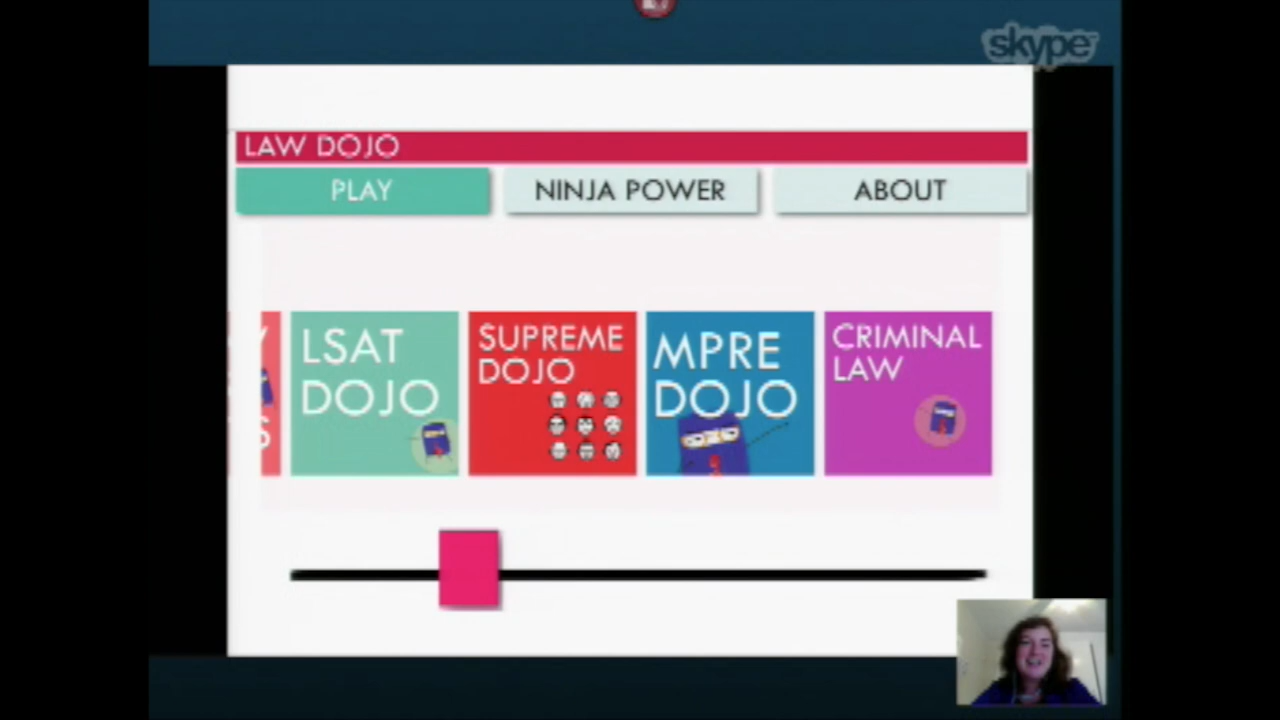 skype
LAW DOJO
PLAY
NINJA POWER
ABOUT
LSAT
DOJO
SUPREME
DOJO
MPRE
DOJO
CRIMINAL
LAW